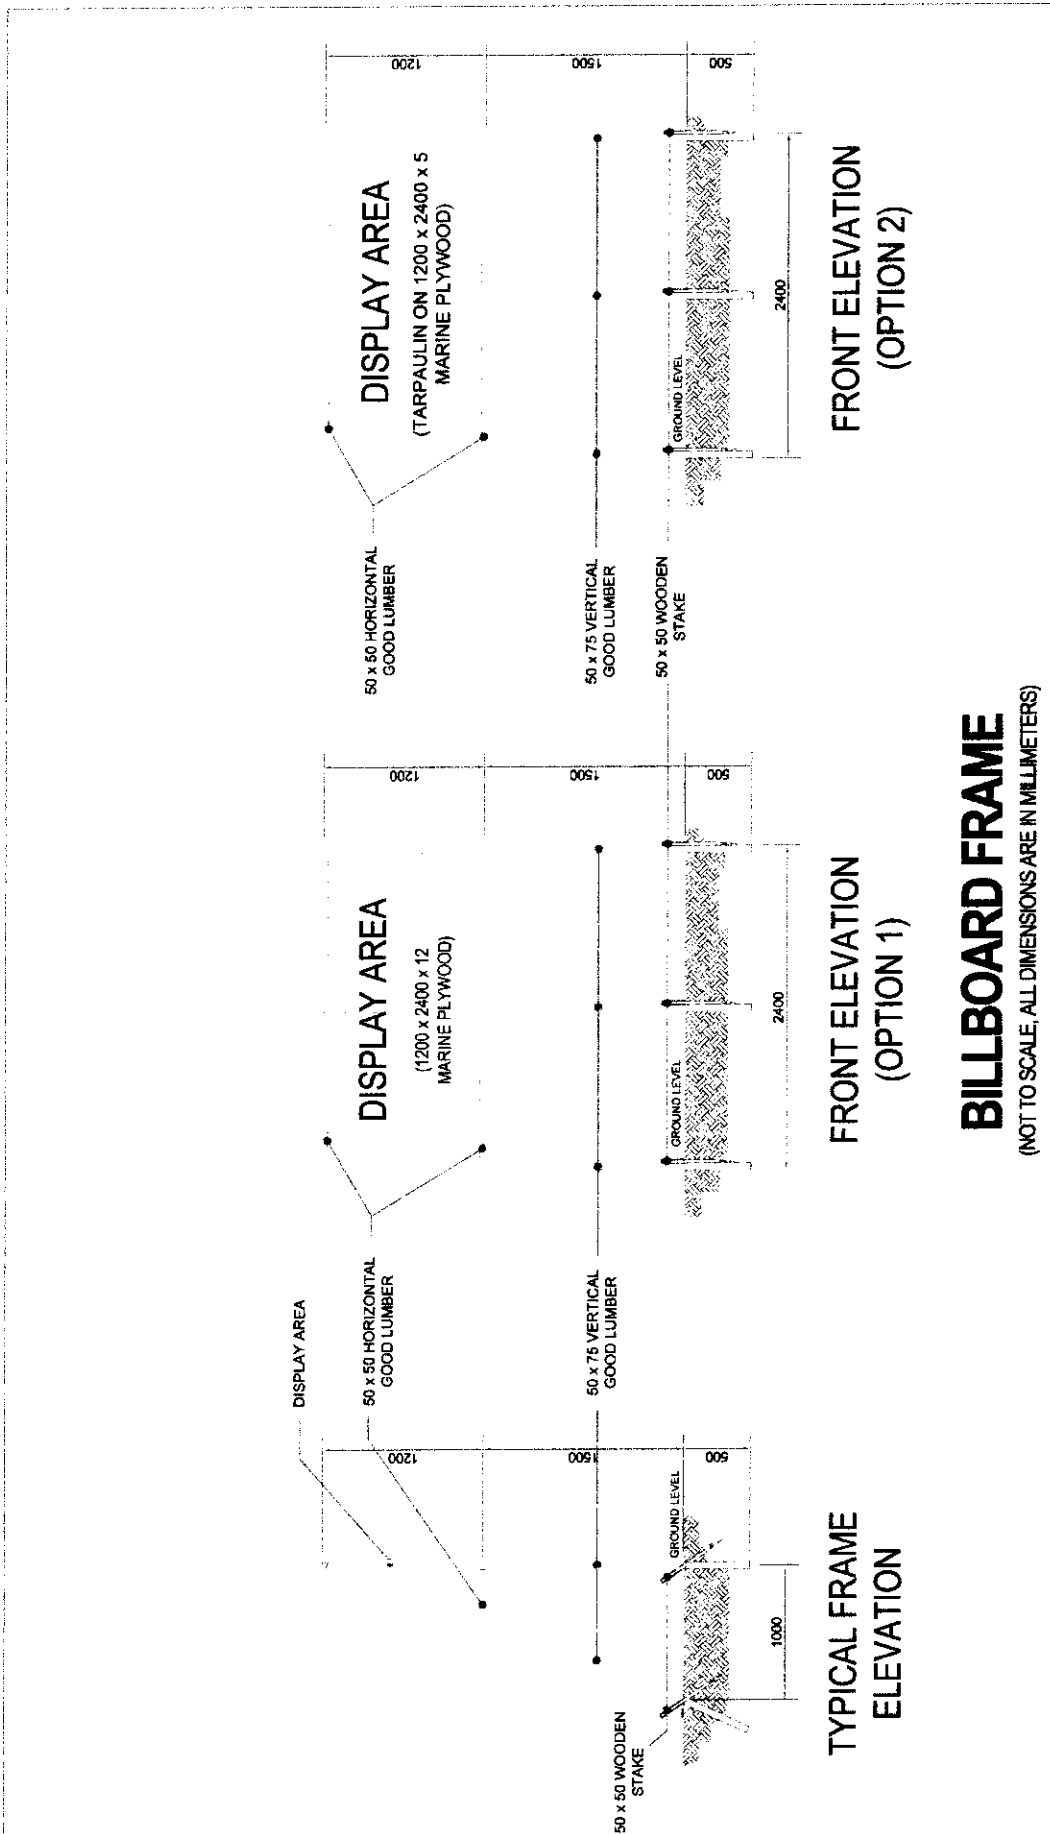 DISPLAY AREA
50 x 50 HORIZONTAL
GOOD LUMBER
1200
1500
500
GROUND LEVEL
50 x 50 WOODEN
STAKE
1000
TYPICAL FRAME
ELEVATION
50 x 75 VERTICAL
GOOD LUMBER
DISPLAY AREA
(1200 x 2400 x 12
MARINE PLYWOOD)
1200
1500
500
GROUND LEVEL
2400
FRONT ELEVATION
(OPTION 1)
50 x 50 HORIZONTAL
GOOD LUMBER
50 x 75 VERTICAL
GOOD LUMBER
50 x 50 WOODEN
STAKE
DISPLAY AREA
(TARPAULIN ON 1200 x 2400 x 5
MARINE PLYWOOD)
1200
1500
500
GROUND LEVEL
2400
FRONT ELEVATION
(OPTION 2)
BILLBOARD FRAME
(NOT TO SCALE, ALL DIMENSIONS ARE IN MILLIMETERS)